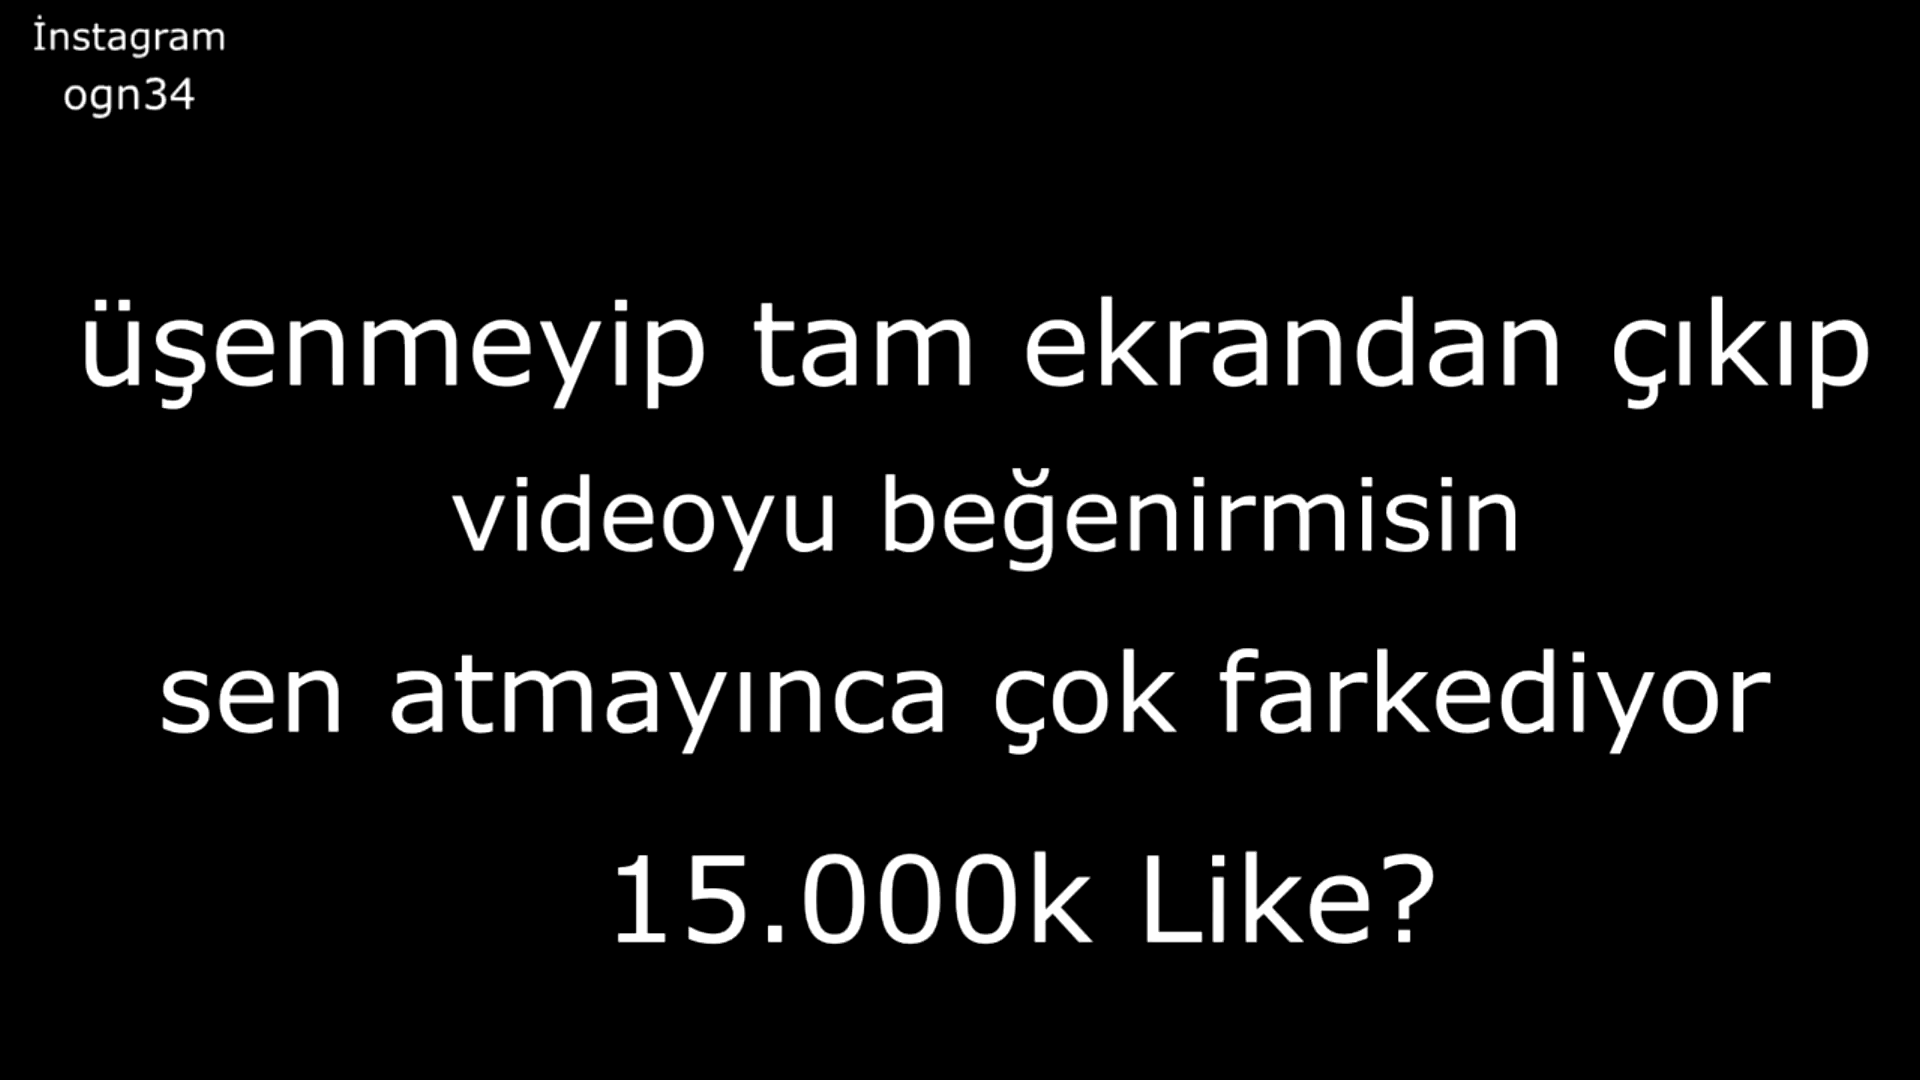 İnstagram
ogn34
üşenmeyip tam ekrandan çıkıp
videoyu beğenirmisin
sen atmayınca çok farkediyor
15.000k Like?